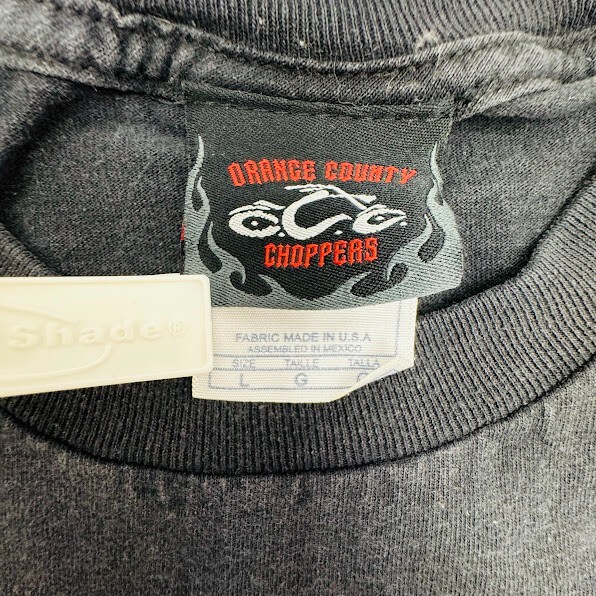 ORANGE COUNTY
O.C.C.
CHOPPERS
Shade®
FABRIC MADE IN U.S.A
ASSEMBLED IN MEXICO
SIZE TAILLE TALLA
L G G